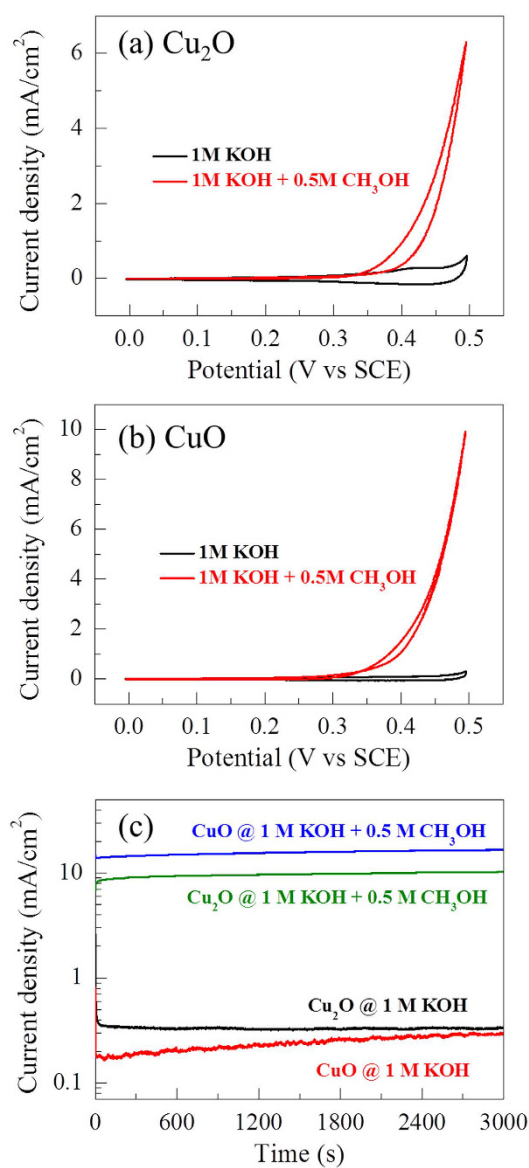 (a) Cu₂O
1M KOH
1M KOH + 0.5M CH₃OH
6
4
2
0
Current density (mA/cm²)
0.0 0.1 0.2 0.3 0.4 0.5
Potential (V vs SCE)
(b) CuO
1M KOH
1M KOH + 0.5M CH₃OH
10
8
6
4
2
0
Current density (mA/cm²)
0.0 0.1 0.2 0.3 0.4 0.5
Potential (V vs SCE)
(c)
CuO @ 1 M KOH + 0.5 M CH₃OH
Cu₂O @ 1 M KOH + 0.5 M CH₃OH
Cu₂O @ 1 M KOH
CuO @ 1 M KOH
10
1
0.1
Current density (mA/cm²)
0 600 1200 1800 2400 3000
Time (s)